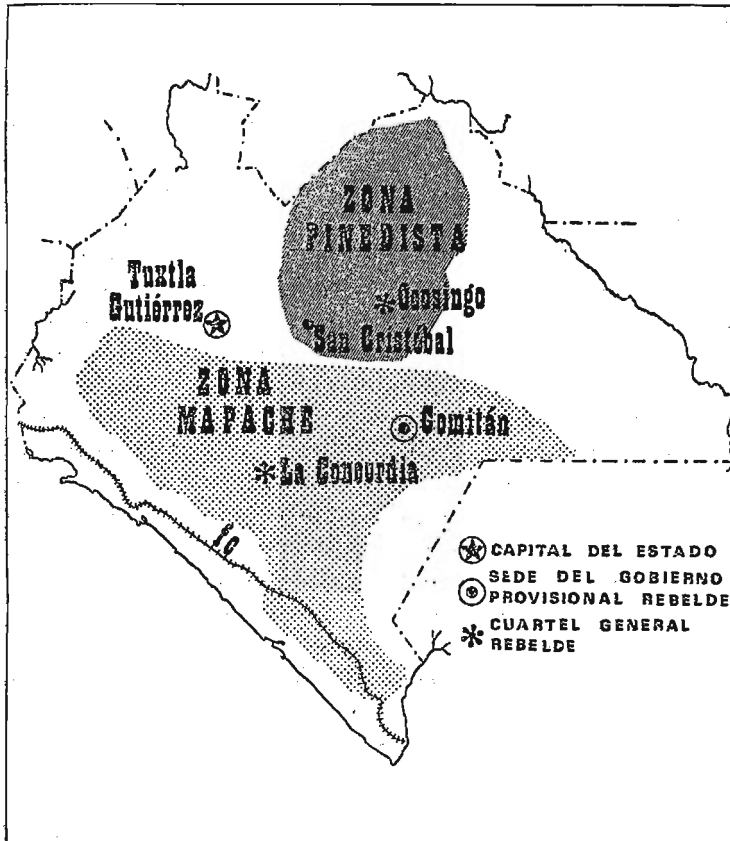 ZONA
PINEDISTA
Tuxtla
Gutiérrez
Ocosingo
San Cristóbal
ZONA
MAPACHE
Comitán
La Concordia
f c
CAPITAL DEL ESTADO
SEDE DEL GOBIERNO
PROVISIONAL REBELDE
CUARTEL GENERAL
REBELDE